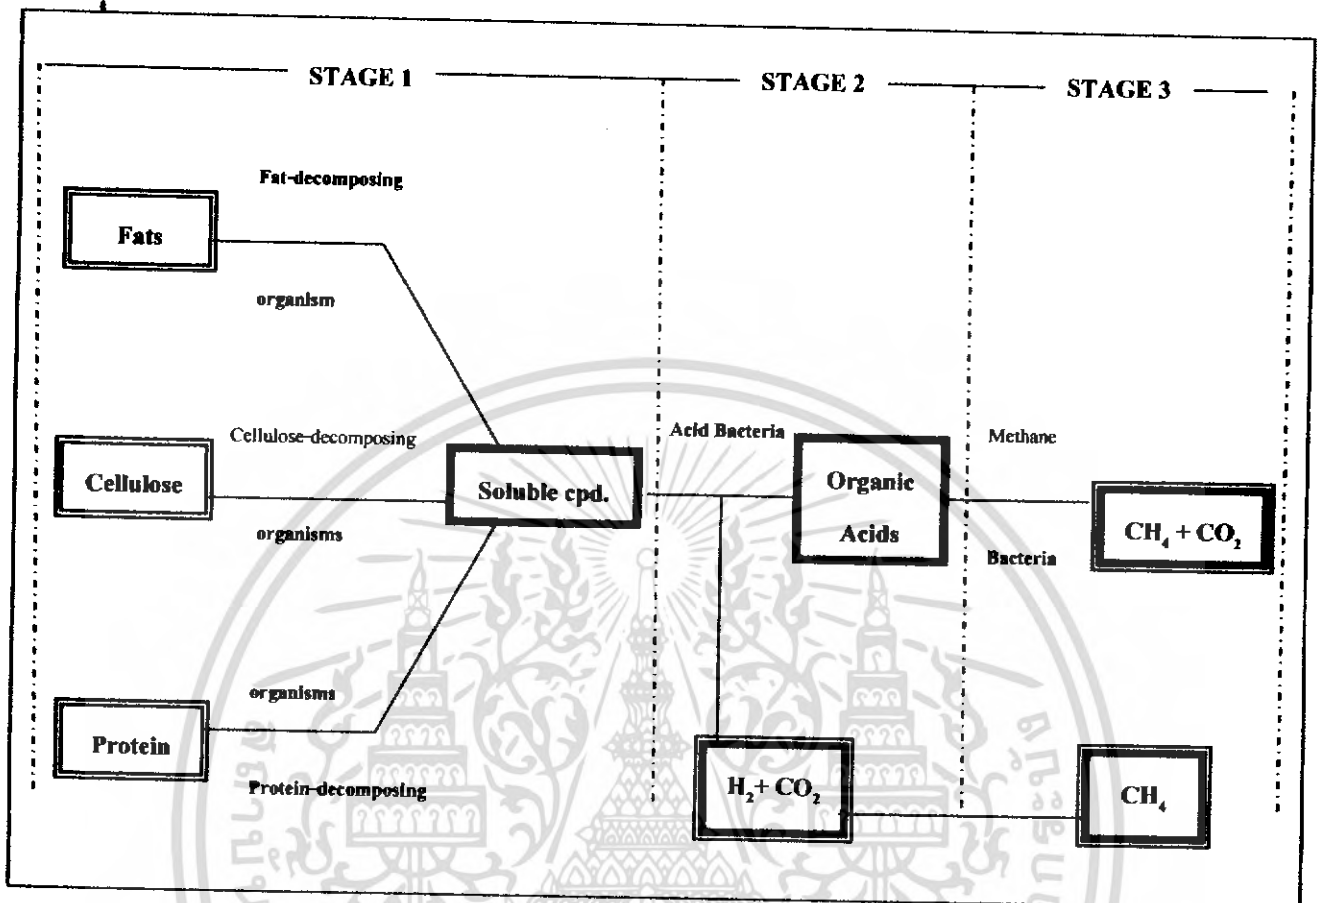 STAGE 1
STAGE 2
STAGE 3
Fat-decomposing
Fats
organism
Cellulose-decomposing
Cellulose
organisms
Soluble cpd.
Acid Bacteria
Organic
Acids
Methane
Bacteria
CH₄ + CO₂
organisms
Protein
Protein-decomposing
H₂+ CO₂
CH₄